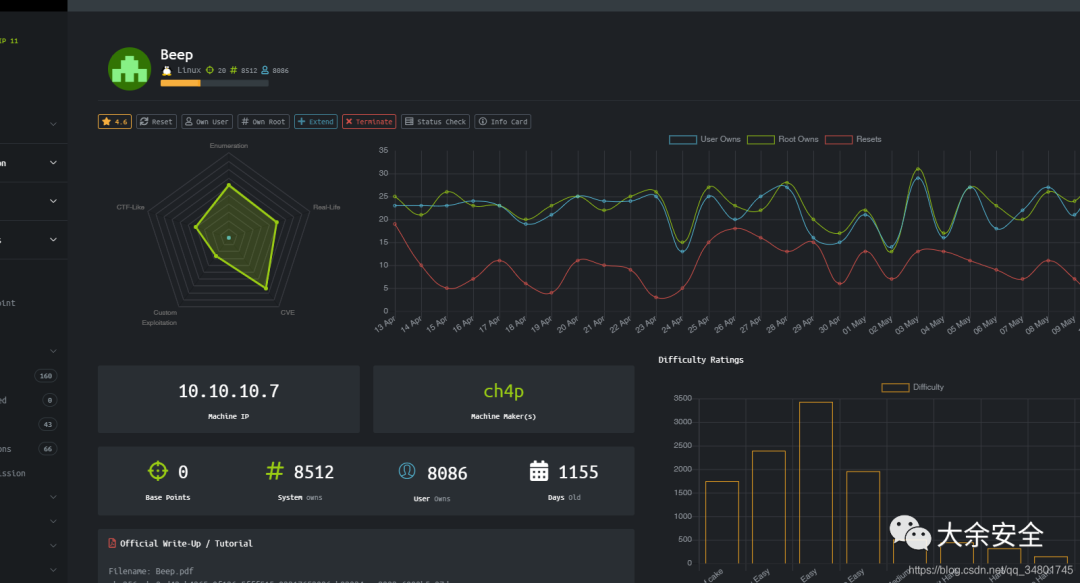 Beep
Linux 20 # 8512 8086
4.6 Reset Own User # Own Root + Extend × Terminate Status Check Info Card
Enumeration
CTF-Like
Real-Life
Custom
Exploitation
CVE
User Owns Root Owns Resets
35
30
25
20
15
10
5
0
13 Apr 14 Apr 15 Apr 16 Apr 17 Apr 18 Apr 19 Apr 20 Apr 21 Apr 22 Apr 23 Apr 24 Apr 25 Apr 26 Apr 27 Apr 28 Apr 29 Apr 30 Apr 01 May 02 May 03 May 04 May 05 May 06 May 07 May 08 May 09 May
10.10.10.7
Machine IP
ch4p
Machine Maker(s)
0 # 8512 8086 1155
Base Points System owns User Owns Days Old
Official Write-Up / Tutorial
Filename: Beep.pdf
Difficulty Ratings
Difficulty
3500
3000
2500
2000
1500
1000
500
0
Easy Easy Easy
160
0
43
66
大余安全
https://blog.csdn.net/qq_34801745